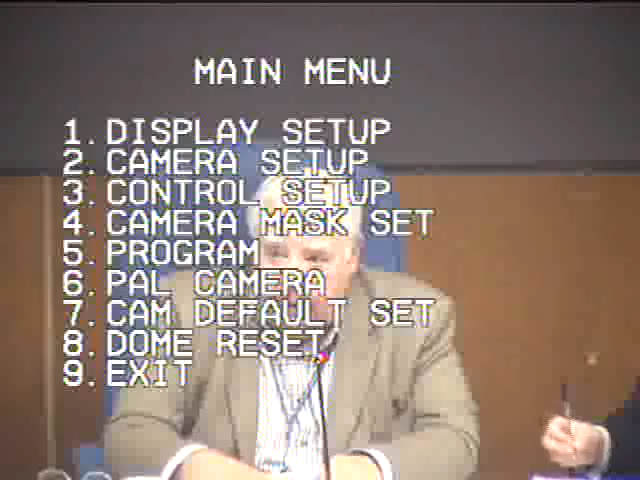 MAIN MENU
1. DISPLAY SETUP
2. CAMERA SETUP
3. CONTROL SETUP
4. CAMERA MASK SET
5. PROGRAM
6. PAL CAMERA
7. CAM DEFAULT SET
8. DOME RESET
9. EXIT